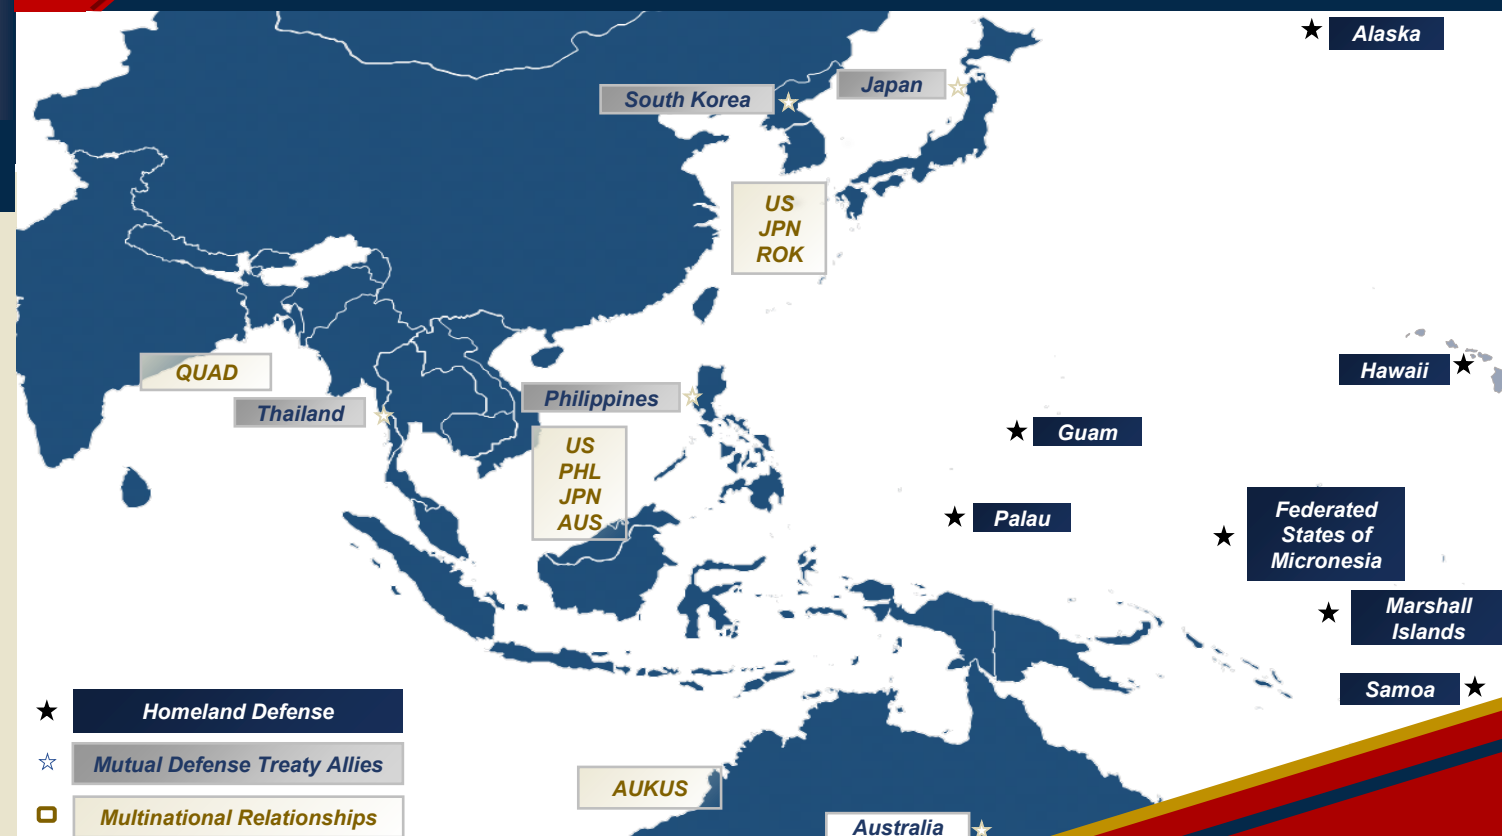 Alaska
Japan
South Korea
US
JPN
ROK
QUAD
Hawaii
Thailand
Philippines
Guam
US
PHL
JPN
AUS
Palau
Federated
States of
Micronesia
Marshall
Islands
Samoa
Homeland Defense
Mutual Defense Treaty Allies
AUKUS
Multinational Relationships
Australia